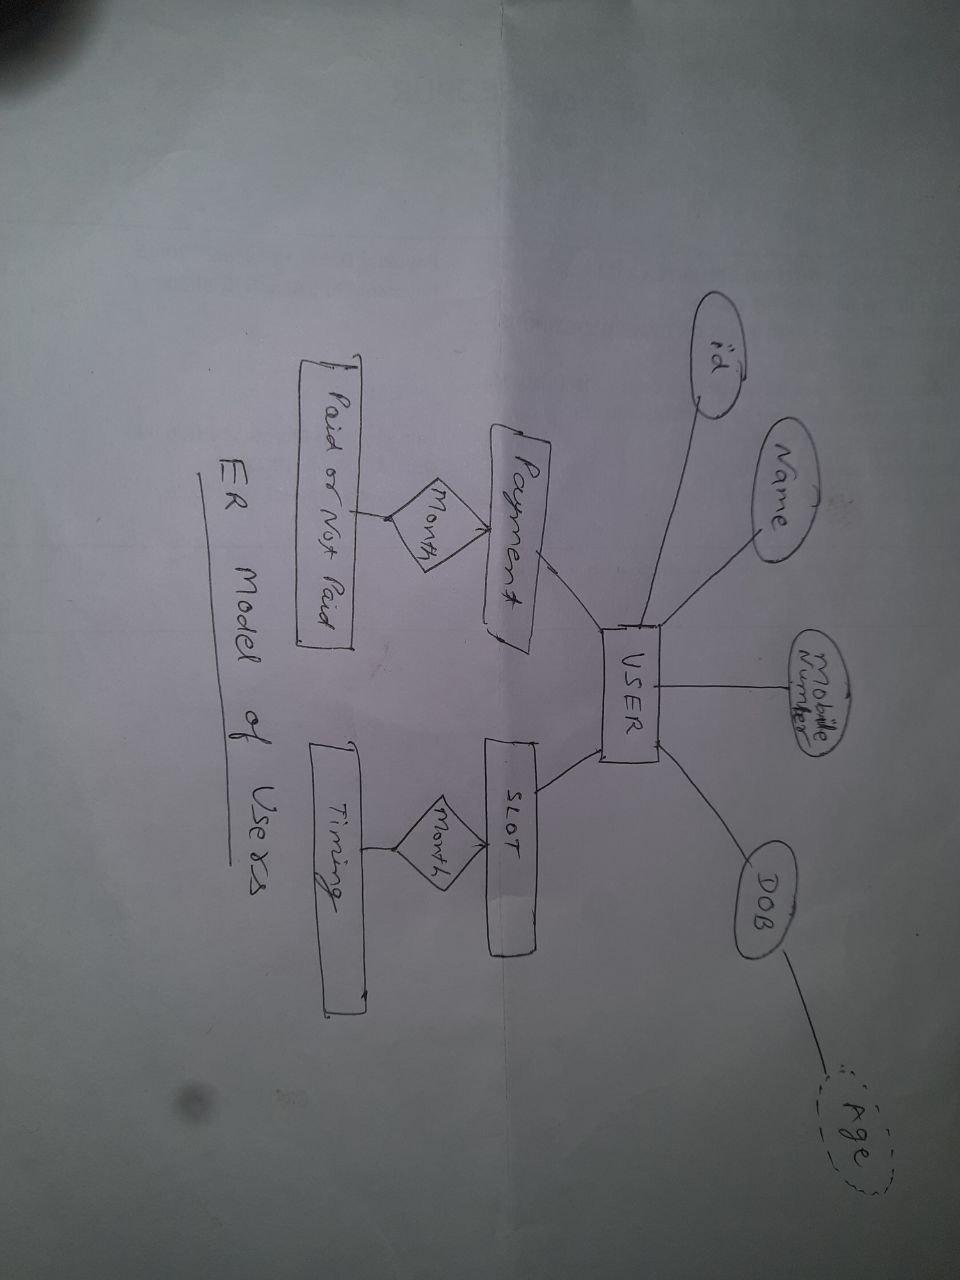 Age
Mobile
Number
Name
DOB
id
USER
Payment
SLOT
Month
Month
Paid or Not Paid
Timing
ER Model of Users